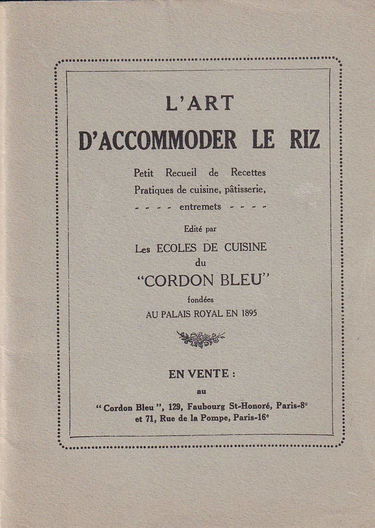 L'ART
D'ACCOMMODER LE RIZ
Petit Recueil de Recettes
Pratiques de cuisine, pâtisserie,
- - - - entremets - - - -
Edité par
Les ECOLES DE CUISINE
du
"CORDON BLEU"
fondées
AU PALAIS ROYAL EN 1895
EN VENTE :
au
" Cordon Bleu ", 129, Faubourg St-Honoré, Paris-8e
et 71, Rue de la Pompe, Paris-16e